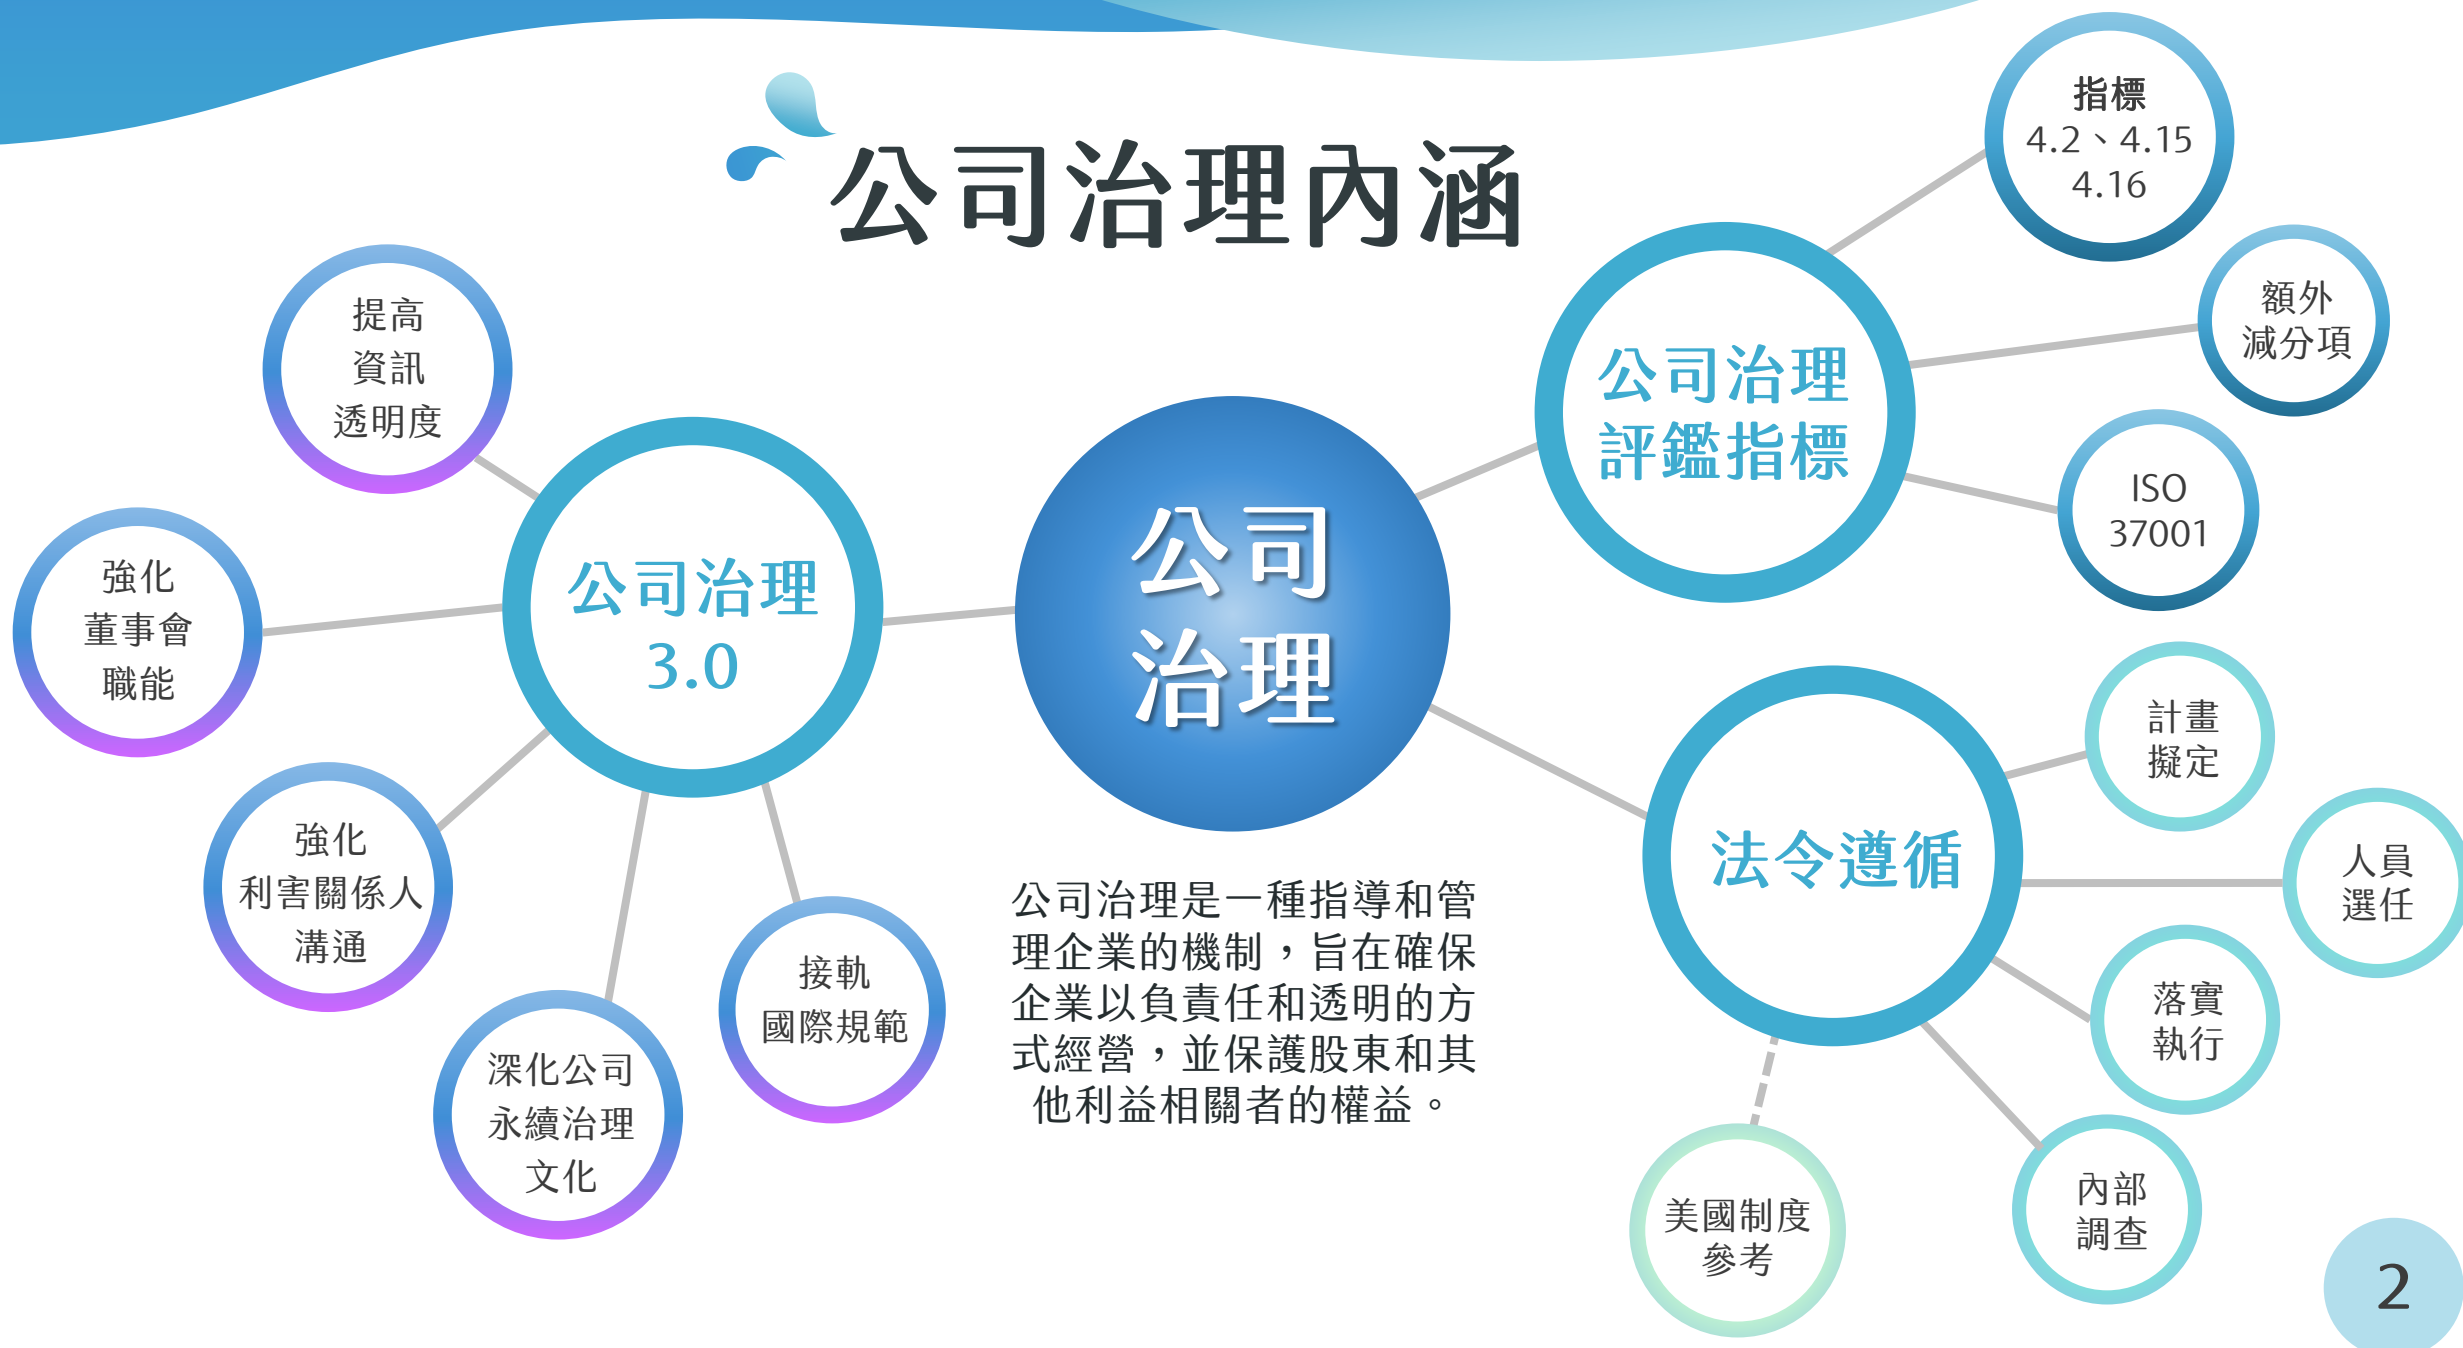 公司治理內涵
公司
治理
公司治理是一種指導和管
理企業的機制，旨在確保
企業以負責任和透明的方
式經營，並保護股東和其
他利益相關者的權益。
公司治理
3.0
提高
資訊
透明度
強化
董事會
職能
強化
利害關係人
溝通
深化公司
永續治理
文化
接軌
國際規範
公司治理
評鑑指標
指標
4.2、4.15
4.16
額外
減分項
ISO
37001
法令遵循
計畫
擬定
人員
選任
落實
執行
內部
調查
美國制度
參考
2